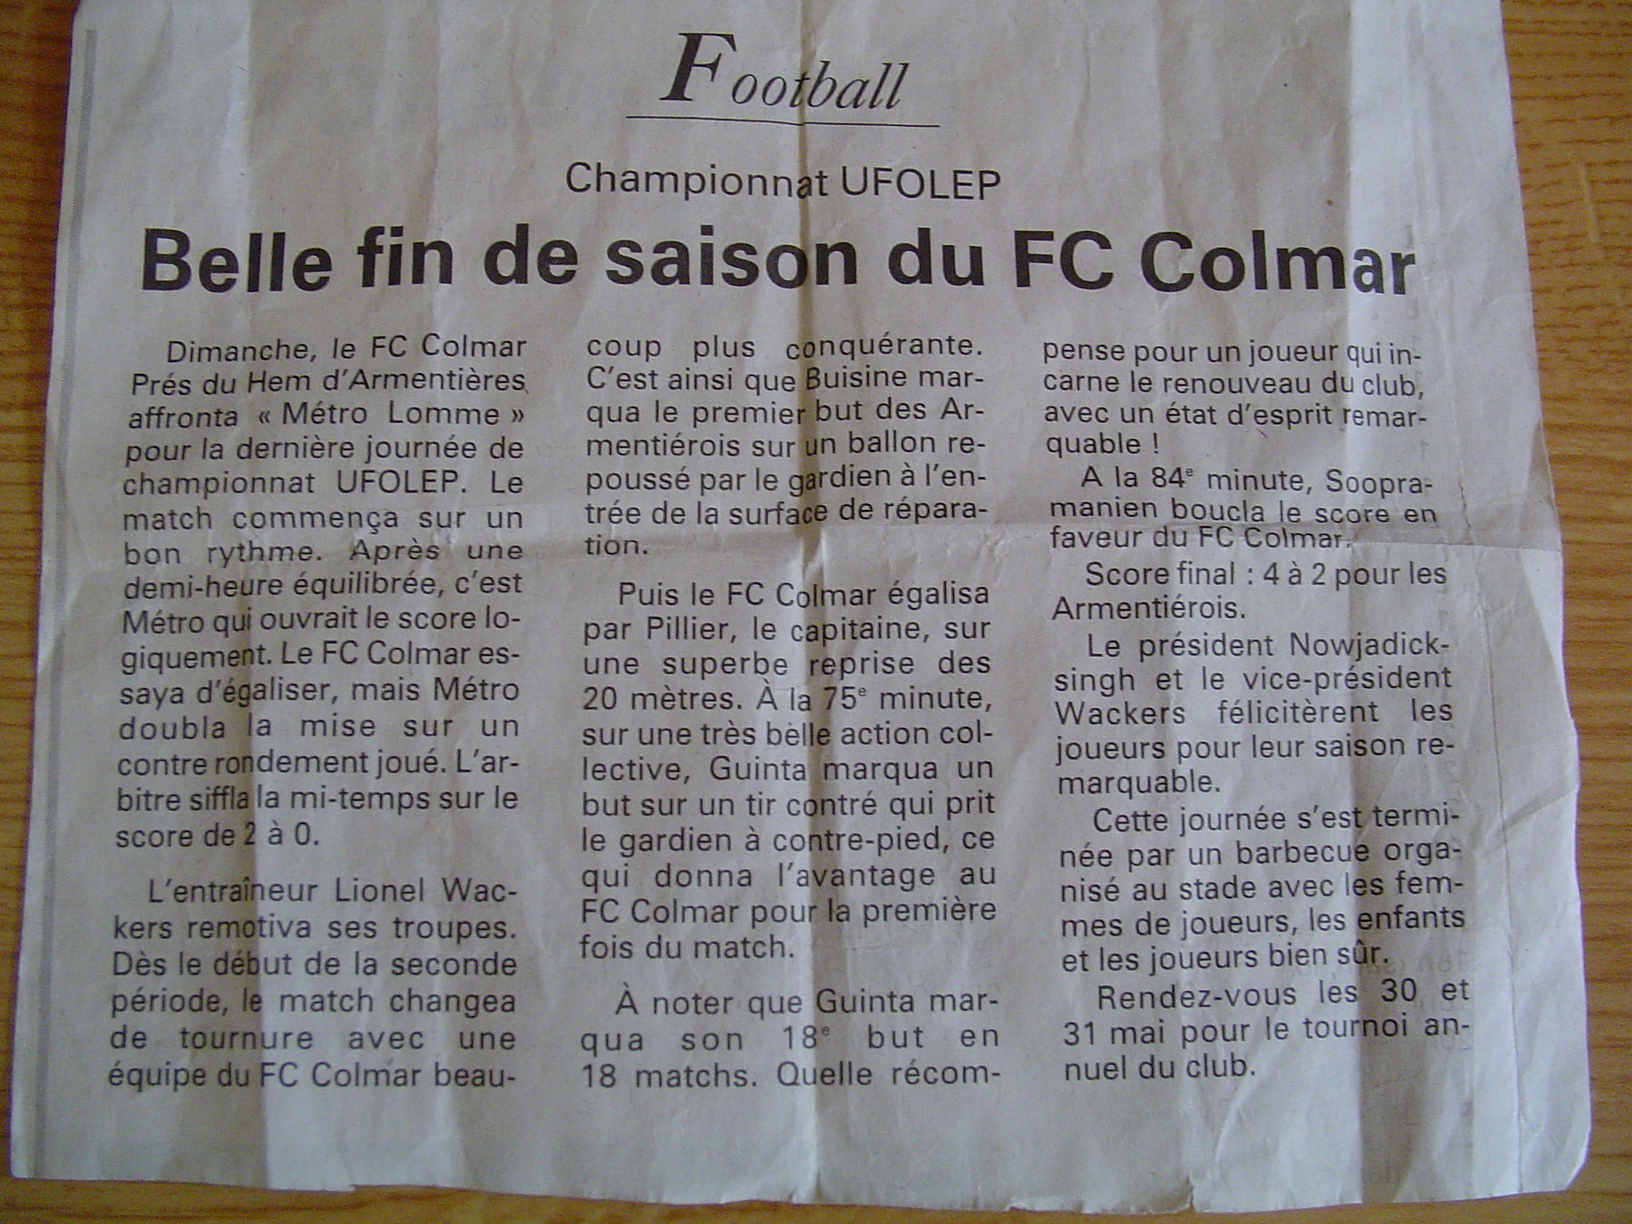 Football
Championnat UFOLEP
Belle fin de saison du FC Colmar
Dimanche, le FC Colmar
Prés du Hem d'Armentières
affronta « Métro Lomme »
pour la dernière journée de
championnat UFOLEP. Le
match commença sur un
bon rythme. Après une
demi-heure équilibrée, c'est
Métro qui ouvrait le score lo-
giquement. Le FC Colmar es-
saya d'égaliser, mais Métro
doubla la mise sur un
contre rondement joué. L'ar-
bitre siffla la mi-temps sur le
score de 2 à 0.
L'entraîneur Lionel Wac-
kers remotiva ses troupes.
Dès le début de la seconde
période, le match changea
de tournure avec une
équipe du FC Colmar beau-
coup plus conquérante.
C'est ainsi que Buisine mar-
qua le premier but des Ar-
mentiérois sur un ballon re-
poussé par le gardien à l'en-
trée de la surface de répara-
tion.
Puis le FC Colmar égalisa
par Pillier, le capitaine, sur
une superbe reprise des
20 mètres. À la 75e minute,
sur une très belle action col-
lective, Guinta marqua un
but sur un tir contré qui prit
le gardien à contre-pied, ce
qui donna l'avantage au
FC Colmar pour la première
fois du match.
À noter que Guinta mar-
qua son 18e but en
18 matchs. Quelle récom-
pense pour un joueur qui in-
carne le renouveau du club,
avec un état d'esprit remar-
quable !
A la 84e minute, Soopra-
manien boucla le score en
faveur du FC Colmar.
Score final : 4 à 2 pour les
Armentiérois.
Le président Nowjadick-
singh et le vice-président
Wackers félicitèrent les
joueurs pour leur saison re-
marquable.
Cette journée s'est termi-
née par un barbecue orga-
nisé au stade avec les fem-
mes de joueurs, les enfants
et les joueurs bien sûr.
Rendez-vous les 30 et
31 mai pour le tournoi an-
nuel du club.